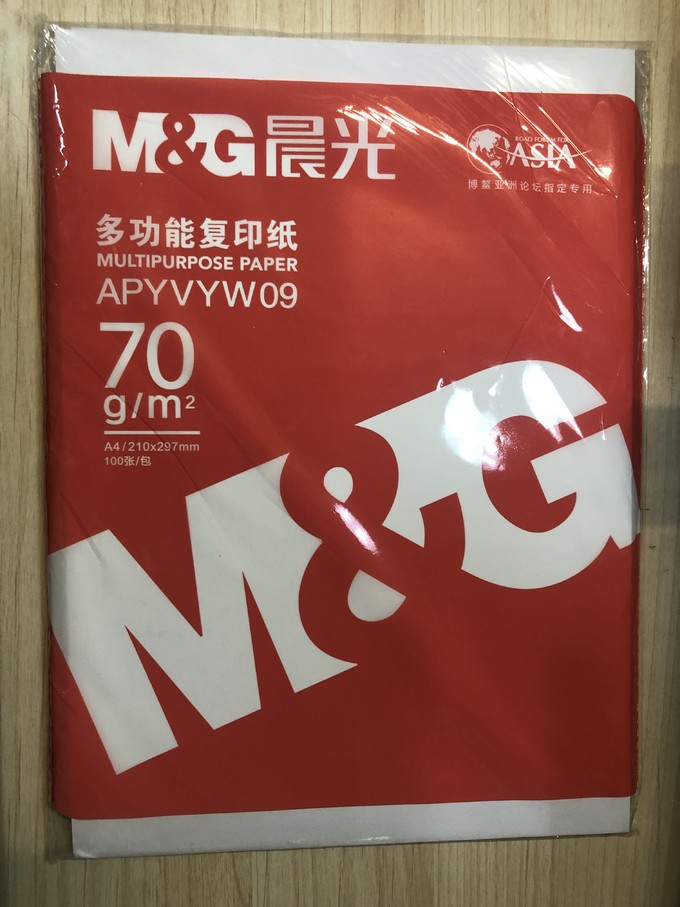 M&G晨光
BOAO FORUM FOR
ASIA
博鳌亚洲论坛指定专用
多功能复印纸
MULTIPURPOSE PAPER
APYVYW09
70
g/m²
A4/210x297mm
100张/包
M&G